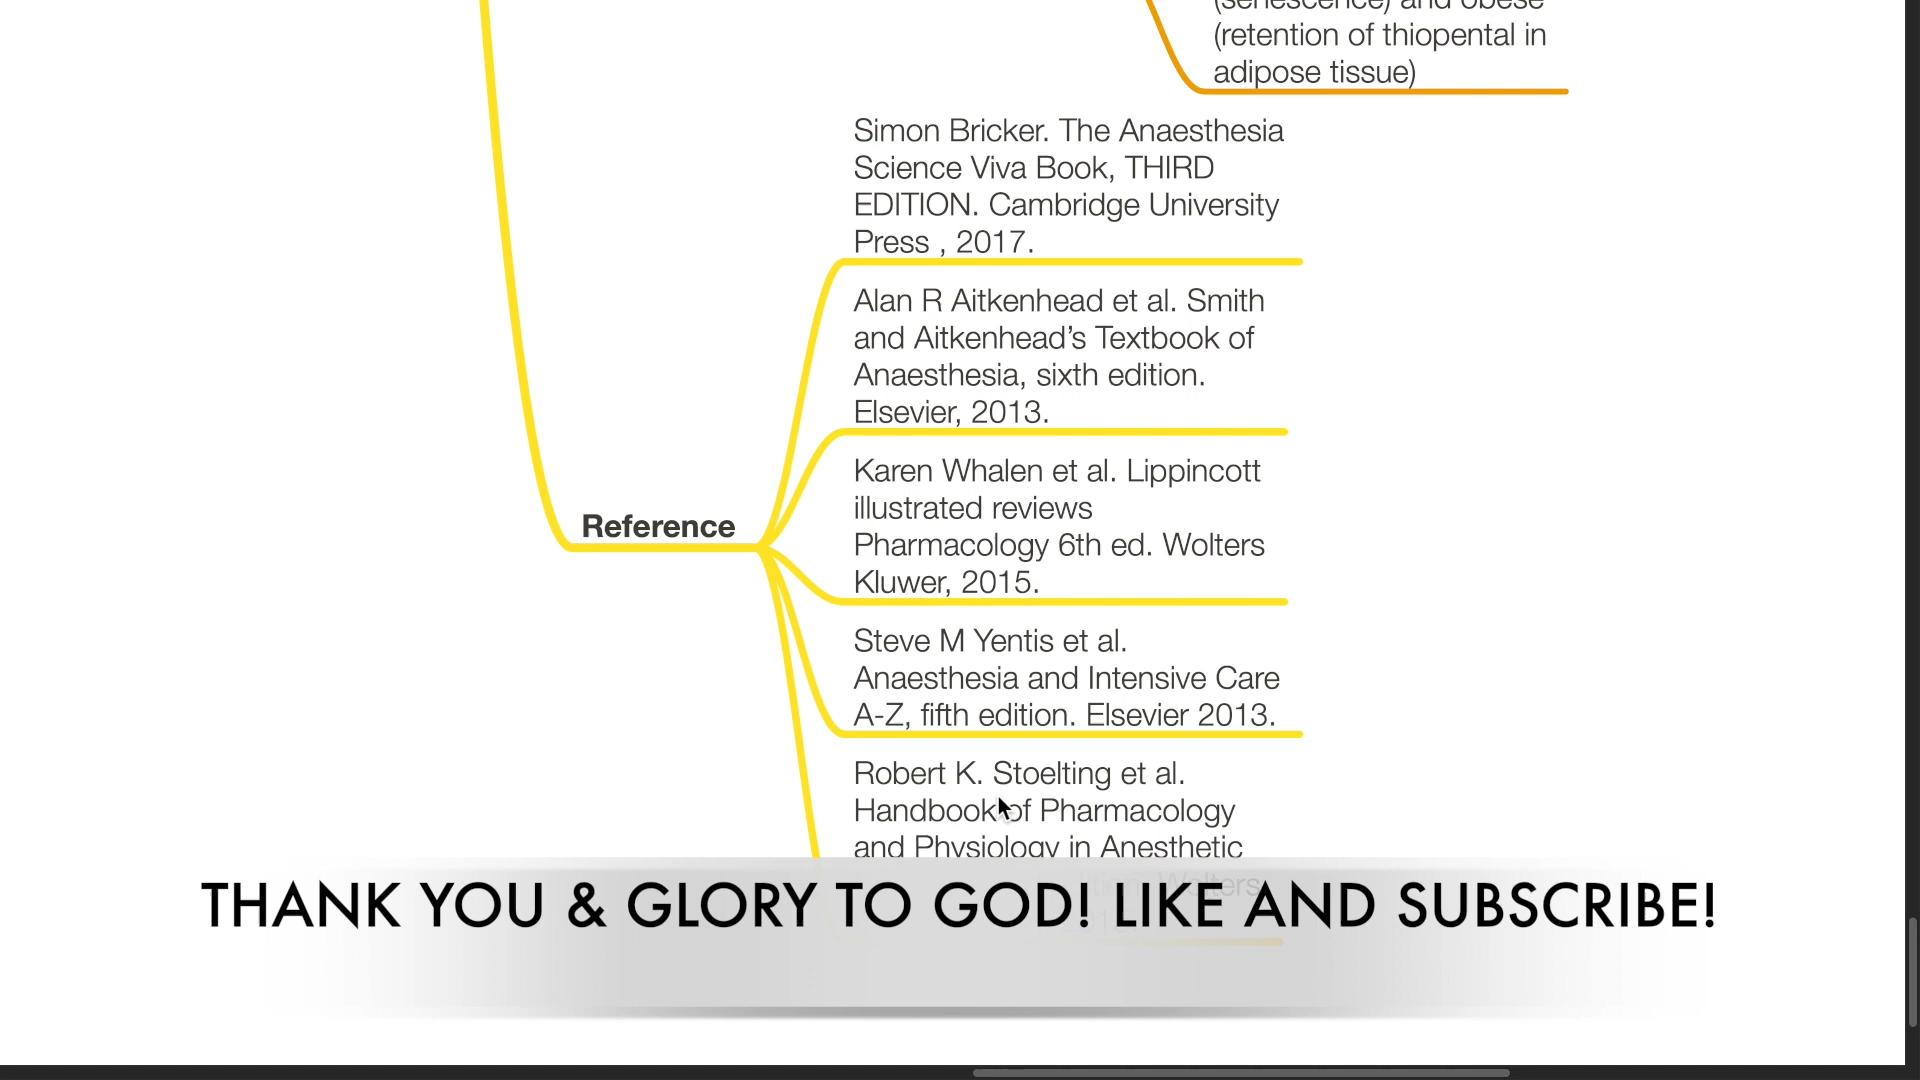 (senescence) and obese
(retention of thiopental in
adipose tissue)
Simon Bricker. The Anaesthesia
Science Viva Book, THIRD
EDITION. Cambridge University
Press , 2017.
Alan R Aitkenhead et al. Smith
and Aitkenhead’s Textbook of
Anaesthesia, sixth edition.
Elsevier, 2013.
Karen Whalen et al. Lippincott
illustrated reviews
Pharmacology 6th ed. Wolters
Kluwer, 2015.
Reference
Steve M Yentis et al.
Anaesthesia and Intensive Care
A-Z, fifth edition. Elsevier 2013.
Robert K. Stoelting et al.
Handbook of Pharmacology
and Physiology in Anesthetic
Wolters
THANK YOU & GLORY TO GOD! LIKE AND SUBSCRIBE!